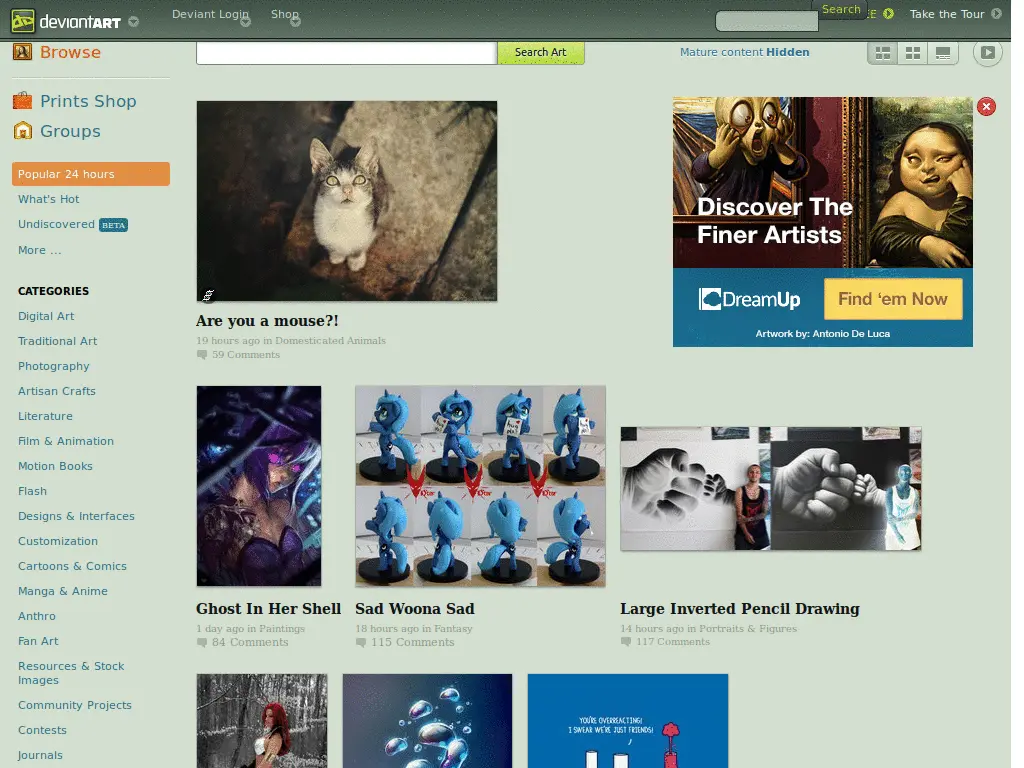 deviantART
Deviant Login
Shop
Search
Take the Tour
Browse
Search Art
Mature content Hidden
Prints Shop
Groups
Popular 24 hours
What's Hot
Undiscovered BETA
More ...
CATEGORIES
Digital Art
Traditional Art
Photography
Artisan Crafts
Literature
Film & Animation
Motion Books
Flash
Designs & Interfaces
Customization
Cartoons & Comics
Manga & Anime
Anthro
Fan Art
Resources & Stock
Images
Community Projects
Contests
Journals
Are you a mouse?!
19 hours ago in Domesticated Animals
59 Comments
Discover The
Finer Artists
DreamUp
Find 'em Now
Artwork by: Antonio De Luca
Ghost In Her Shell
1 day ago in Paintings
84 Comments
Sad Woona Sad
18 hours ago in Fantasy
115 Comments
Large Inverted Pencil Drawing
14 hours ago in Portraits & Figures
117 Comments
YOU'RE OVERREACTING!
I SWEAR WE'RE JUST FRIENDS!